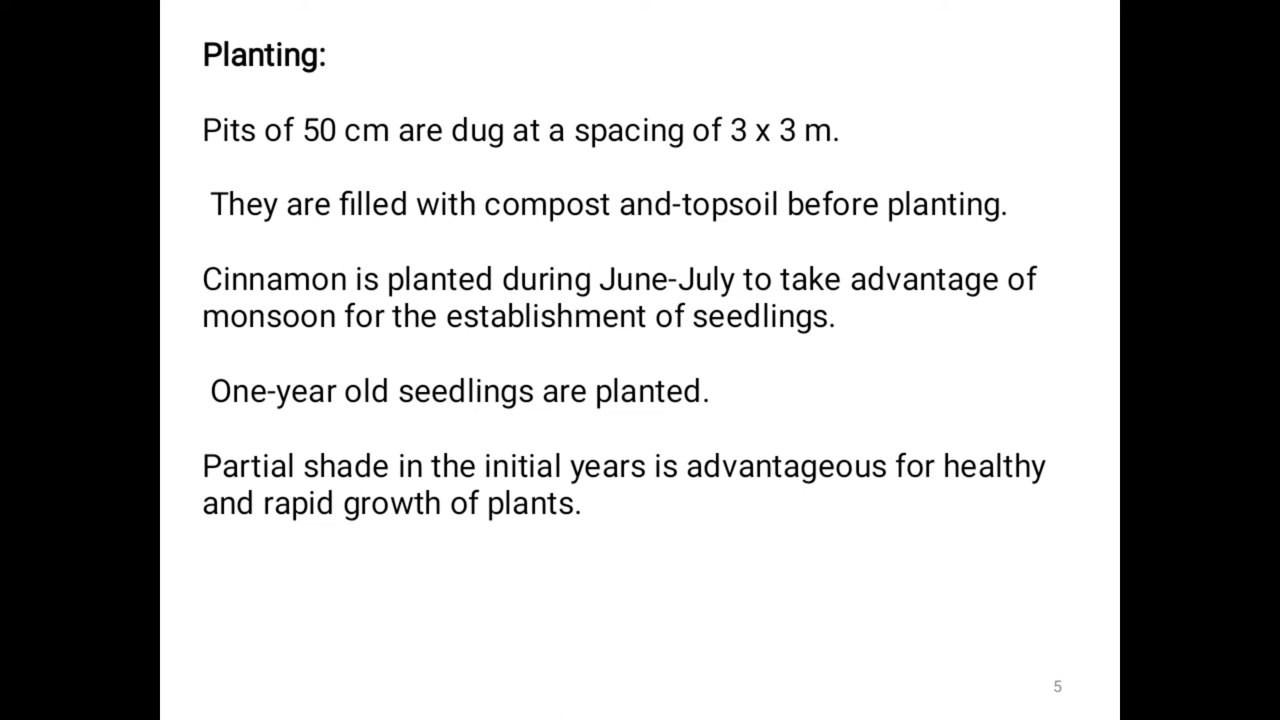 Planting:
Pits of 50 cm are dug at a spacing of 3 x 3 m.
They are filled with compost and-topsoil before planting.
Cinnamon is planted during June-July to take advantage of
monsoon for the establishment of seedlings.
One-year old seedlings are planted.
Partial shade in the initial years is advantageous for healthy
and rapid growth of plants.
5